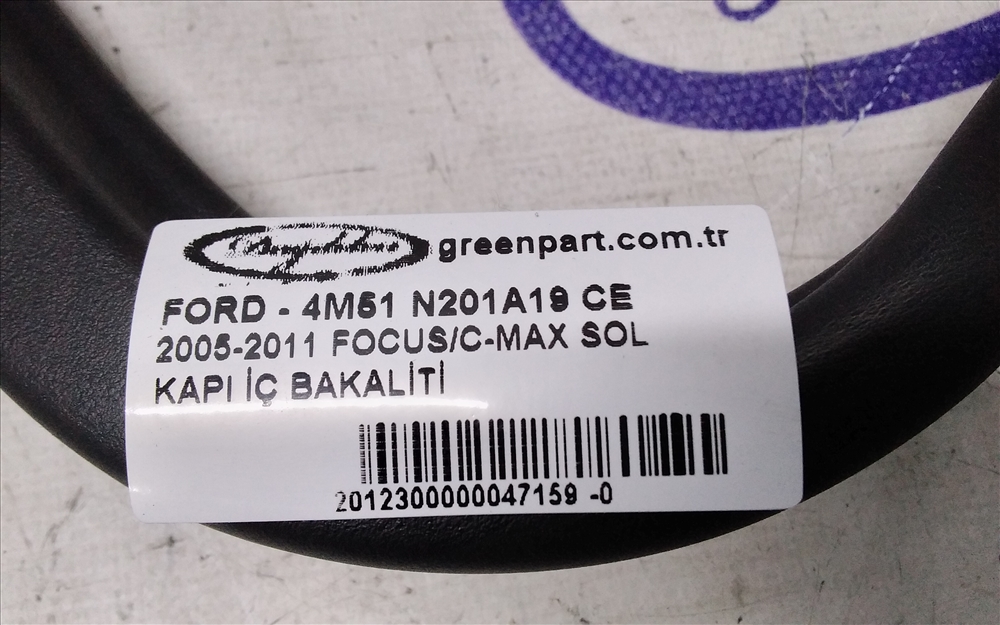 greenpart.com.tr
FORD - 4M51 N201A19 CE
2005-2011 FOCUS/C-MAX SOL
KAPI İÇ BAKALİTİ
2012300000047159 -0